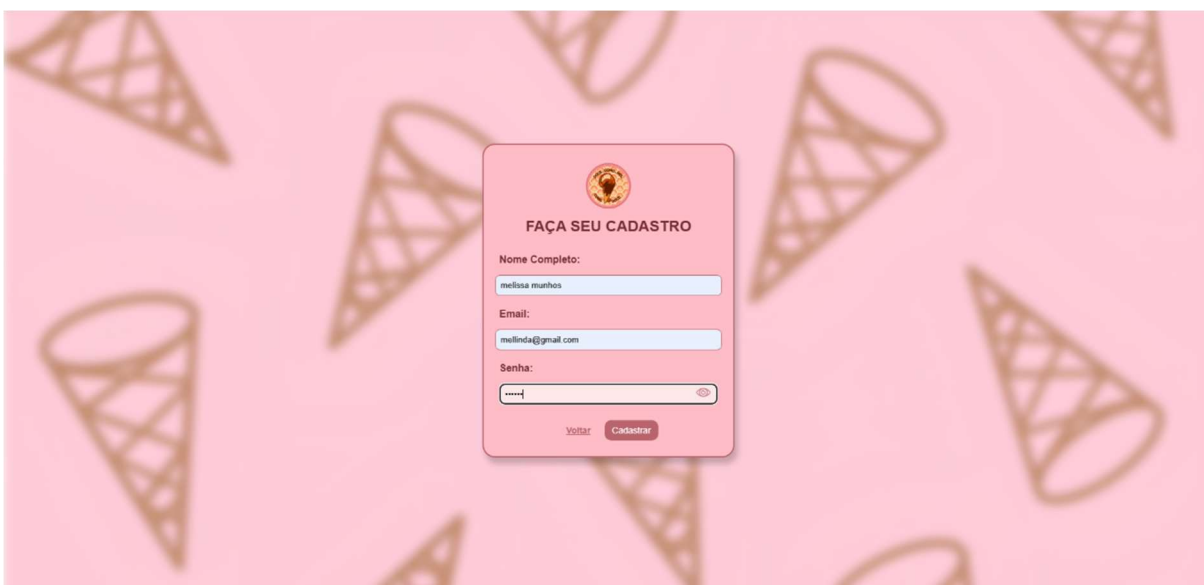 FAÇA SEU CADASTRO
Nome Completo:
melissa munhos
Email:
mellinda@gmail.com
Senha:
••••••
Voltar Cadastrar